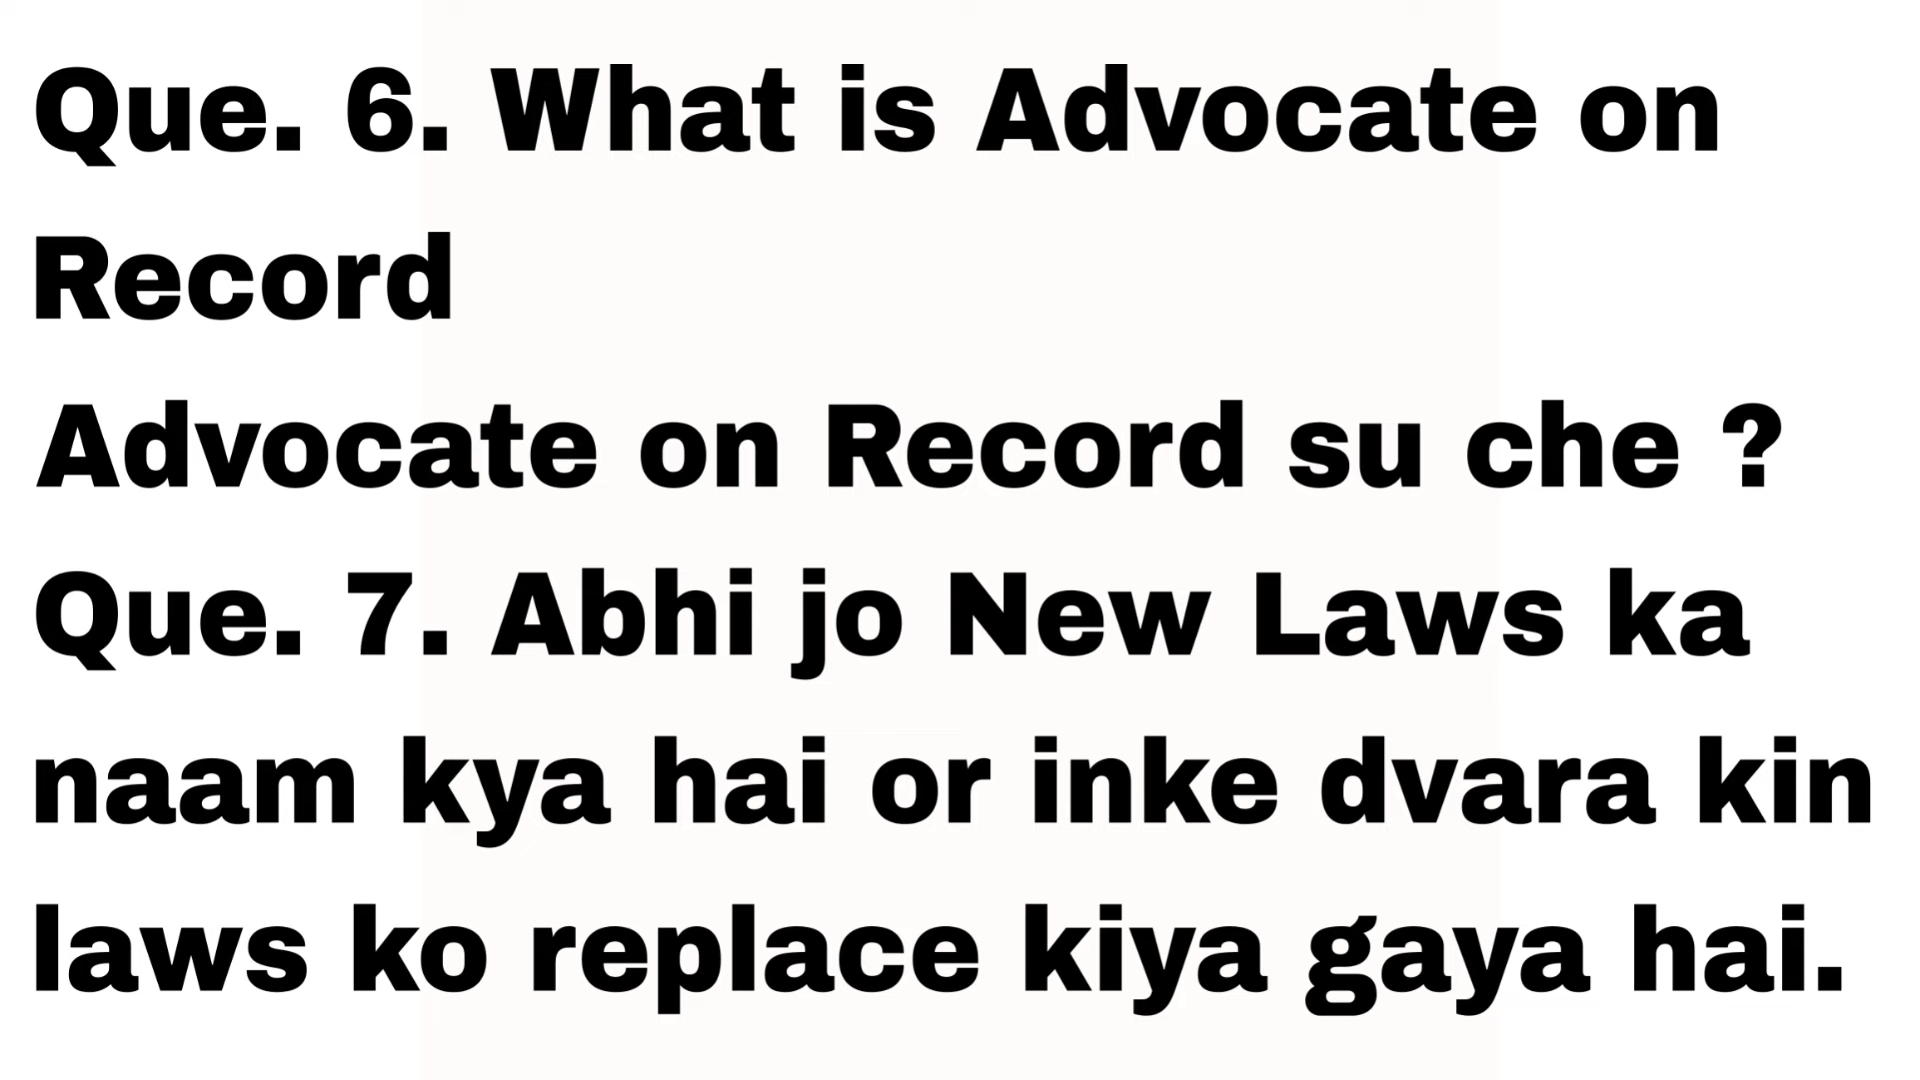 Que. 6. What is Advocate on
Record
Advocate on Record su che ?
Que. 7. Abhi jo New Laws ka
naam kya hai or inke dvara kin
laws ko replace kiya gaya hai.